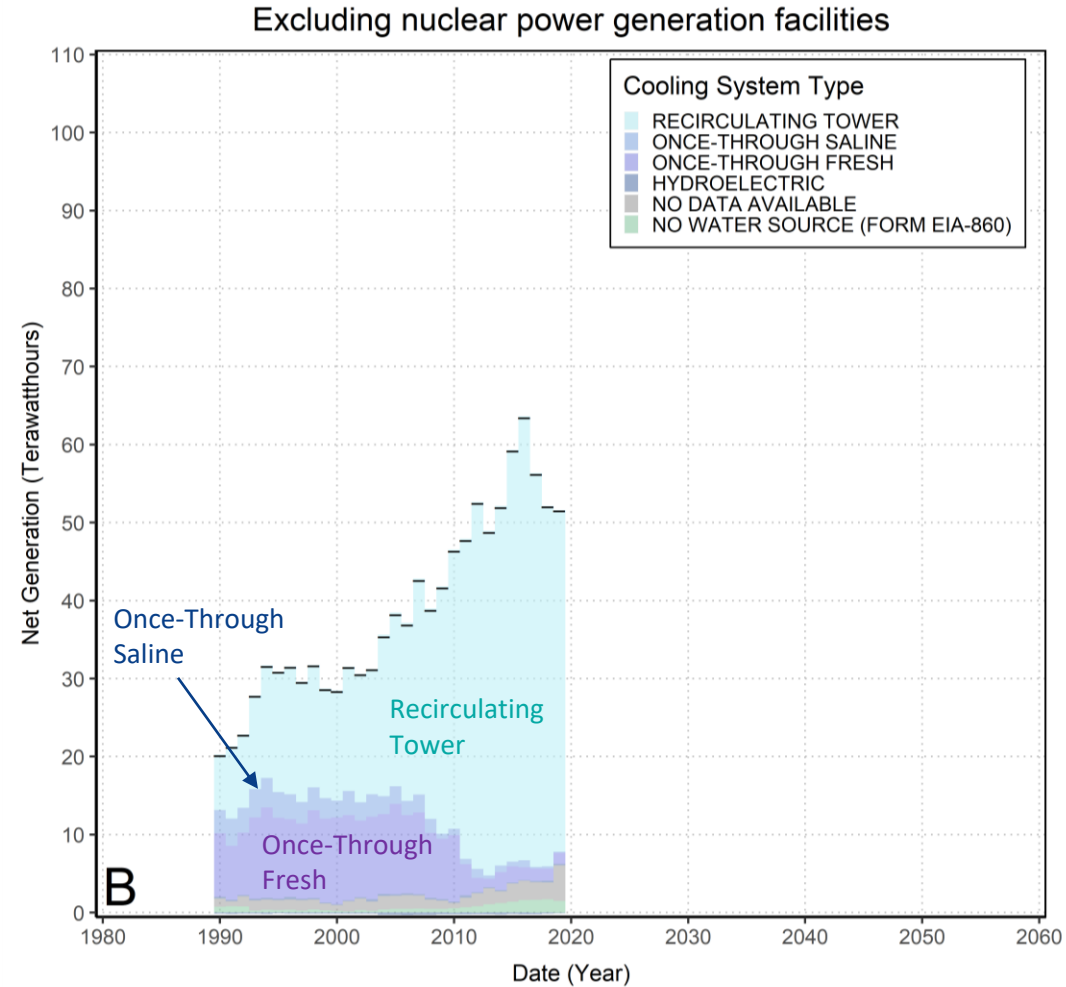 Excluding nuclear power generation facilities
Cooling System Type
RECIRCULATING TOWER
ONCE-THROUGH SALINE
ONCE-THROUGH FRESH
HYDROELECTRIC
NO DATA AVAILABLE
NO WATER SOURCE (FORM EIA-860)
Net Generation (Terawatthours)
110
100
90
80
70
60
50
40
30
20
10
0
Once-Through
Saline
Recirculating
Tower
Once-Through
Fresh
B
1980 1990 2000 2010 2020 2030 2040 2050 2060
Date (Year)